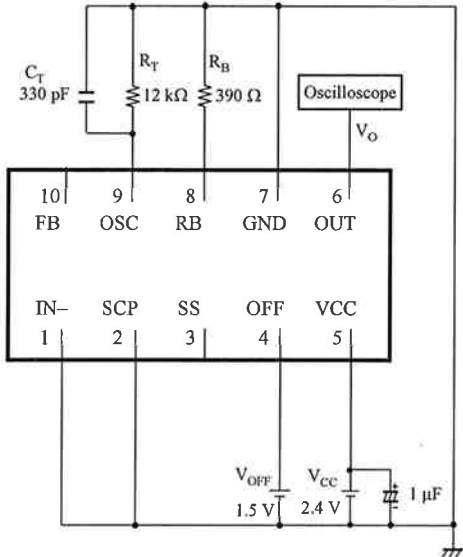 C_T
330 pF
R_T
12 kΩ
R_B
390 Ω
Oscilloscope
V_O
10 9 8 7 6
FB OSC RB GND OUT
IN– SCP SS OFF VCC
1 2 3 4 5
V_OFF
1.5 V
V_CC
2.4 V
+
1 μF
–